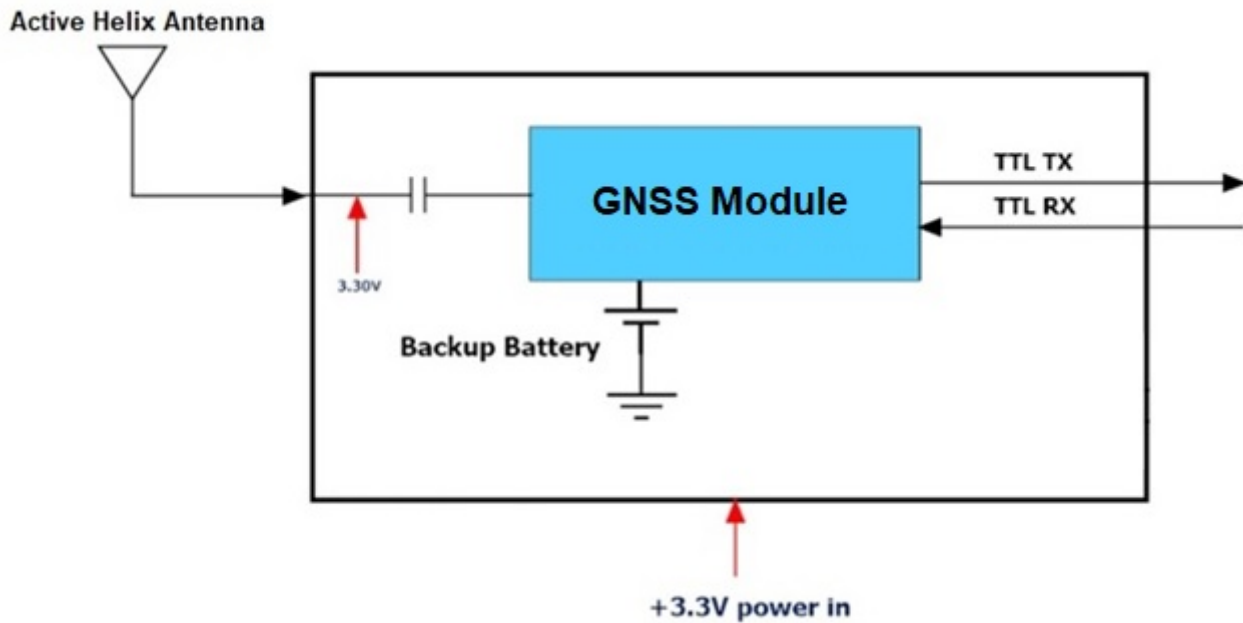 Active Helix Antenna
TTL TX
GNSS Module
TTL RX
3.30V
Backup Battery
+3.3V power in